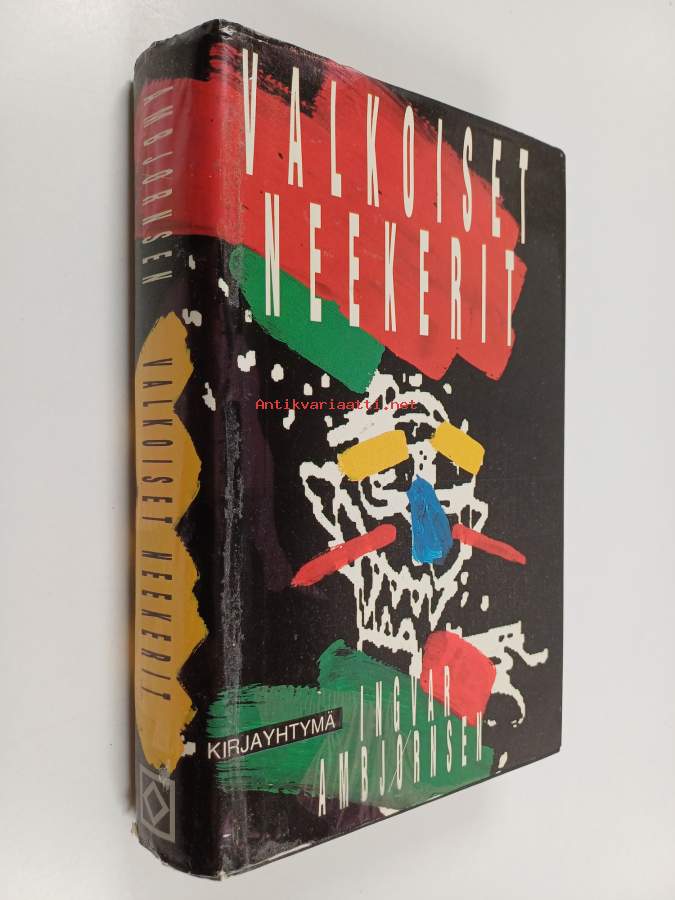 VALKOISET
NEEKERIT
Antikvariaatti.net
KIRJAYHTYMÄ
INGVAR
AMBJØRNSEN
AMBJØRNSEN
VALKOISET NEEKERIT